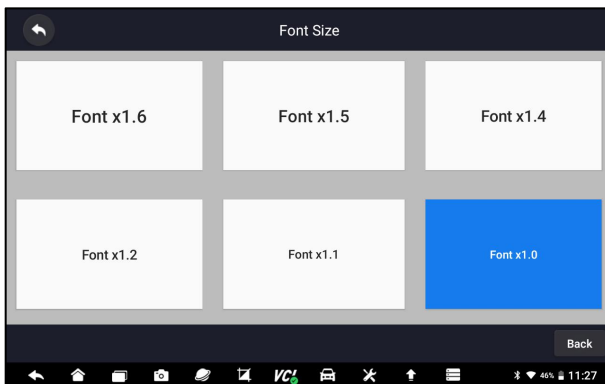 Font Size
Font x1.6
Font x1.5
Font x1.4
Font x1.2
Font x1.1
Font x1.0
Back
VCI
46%
11:27